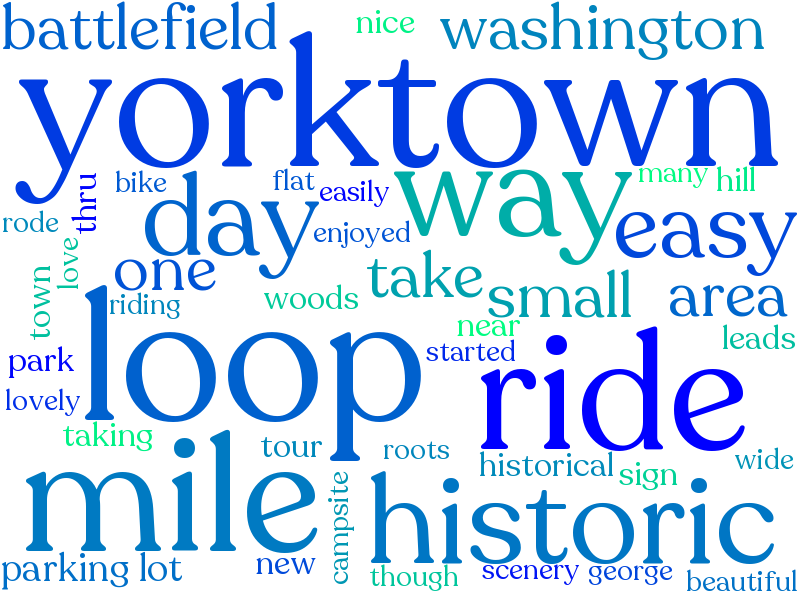 battlefield nice washington
yorktown
thru bike day flat easily way many hill
rode love enjoyed easy
town one riding woods take small area
loop near leads
park started ride
lovely
taking
mile tour roots historical sign wide
campsite historic
parking lot new though scenery george beautiful